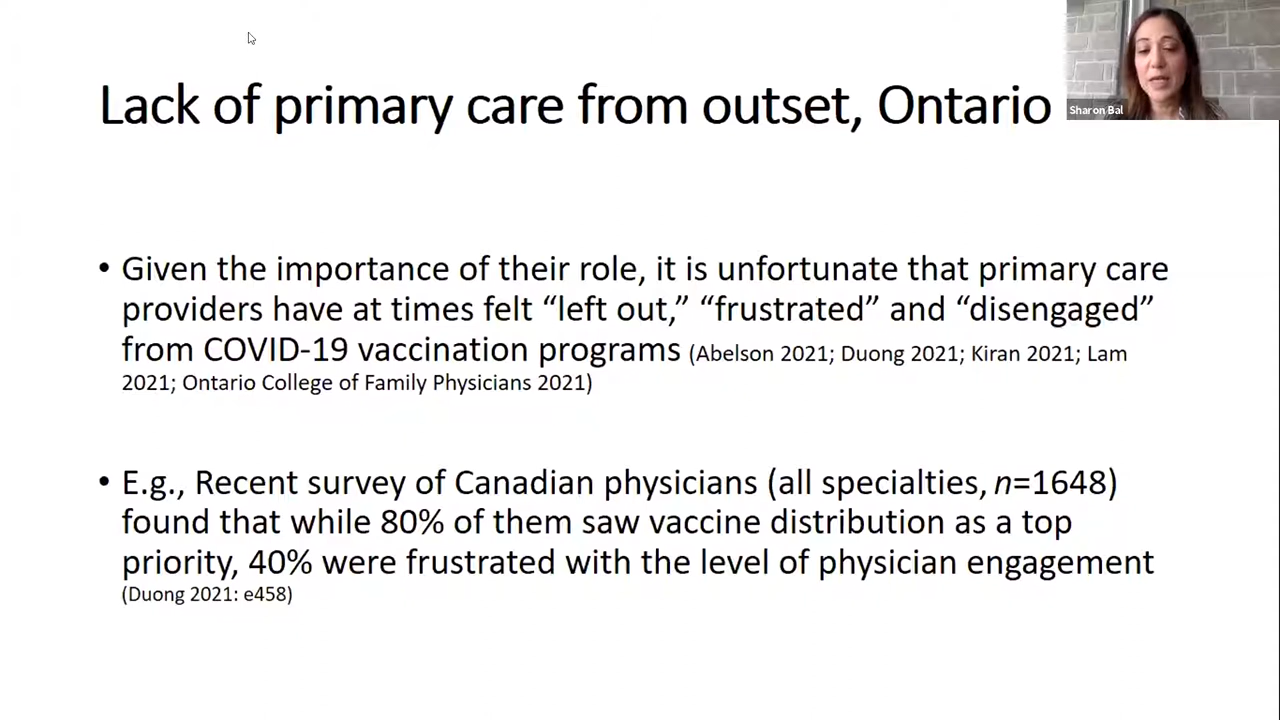 Lack of primary care from outset, Ontario
Sharon Bal
• Given the importance of their role, it is unfortunate that primary care
providers have at times felt “left out,” “frustrated” and “disengaged”
from COVID-19 vaccination programs (Abelson 2021; Duong 2021; Kiran 2021; Lam
2021; Ontario College of Family Physicians 2021)
• E.g., Recent survey of Canadian physicians (all specialties, n=1648)
found that while 80% of them saw vaccine distribution as a top
priority, 40% were frustrated with the level of physician engagement
(Duong 2021: e458)